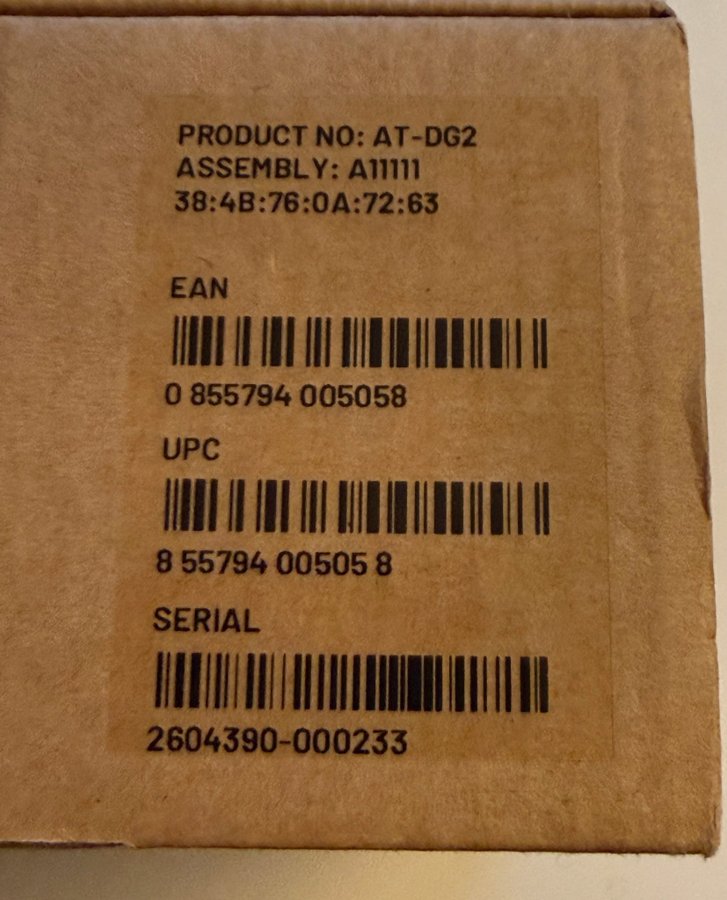 PRODUCT NO: AT-DG2
ASSEMBLY: A11111
38:4B:76:0A:72:63
EAN
0 855794 005058
UPC
8 55794 00505 8
SERIAL
2604390-000233